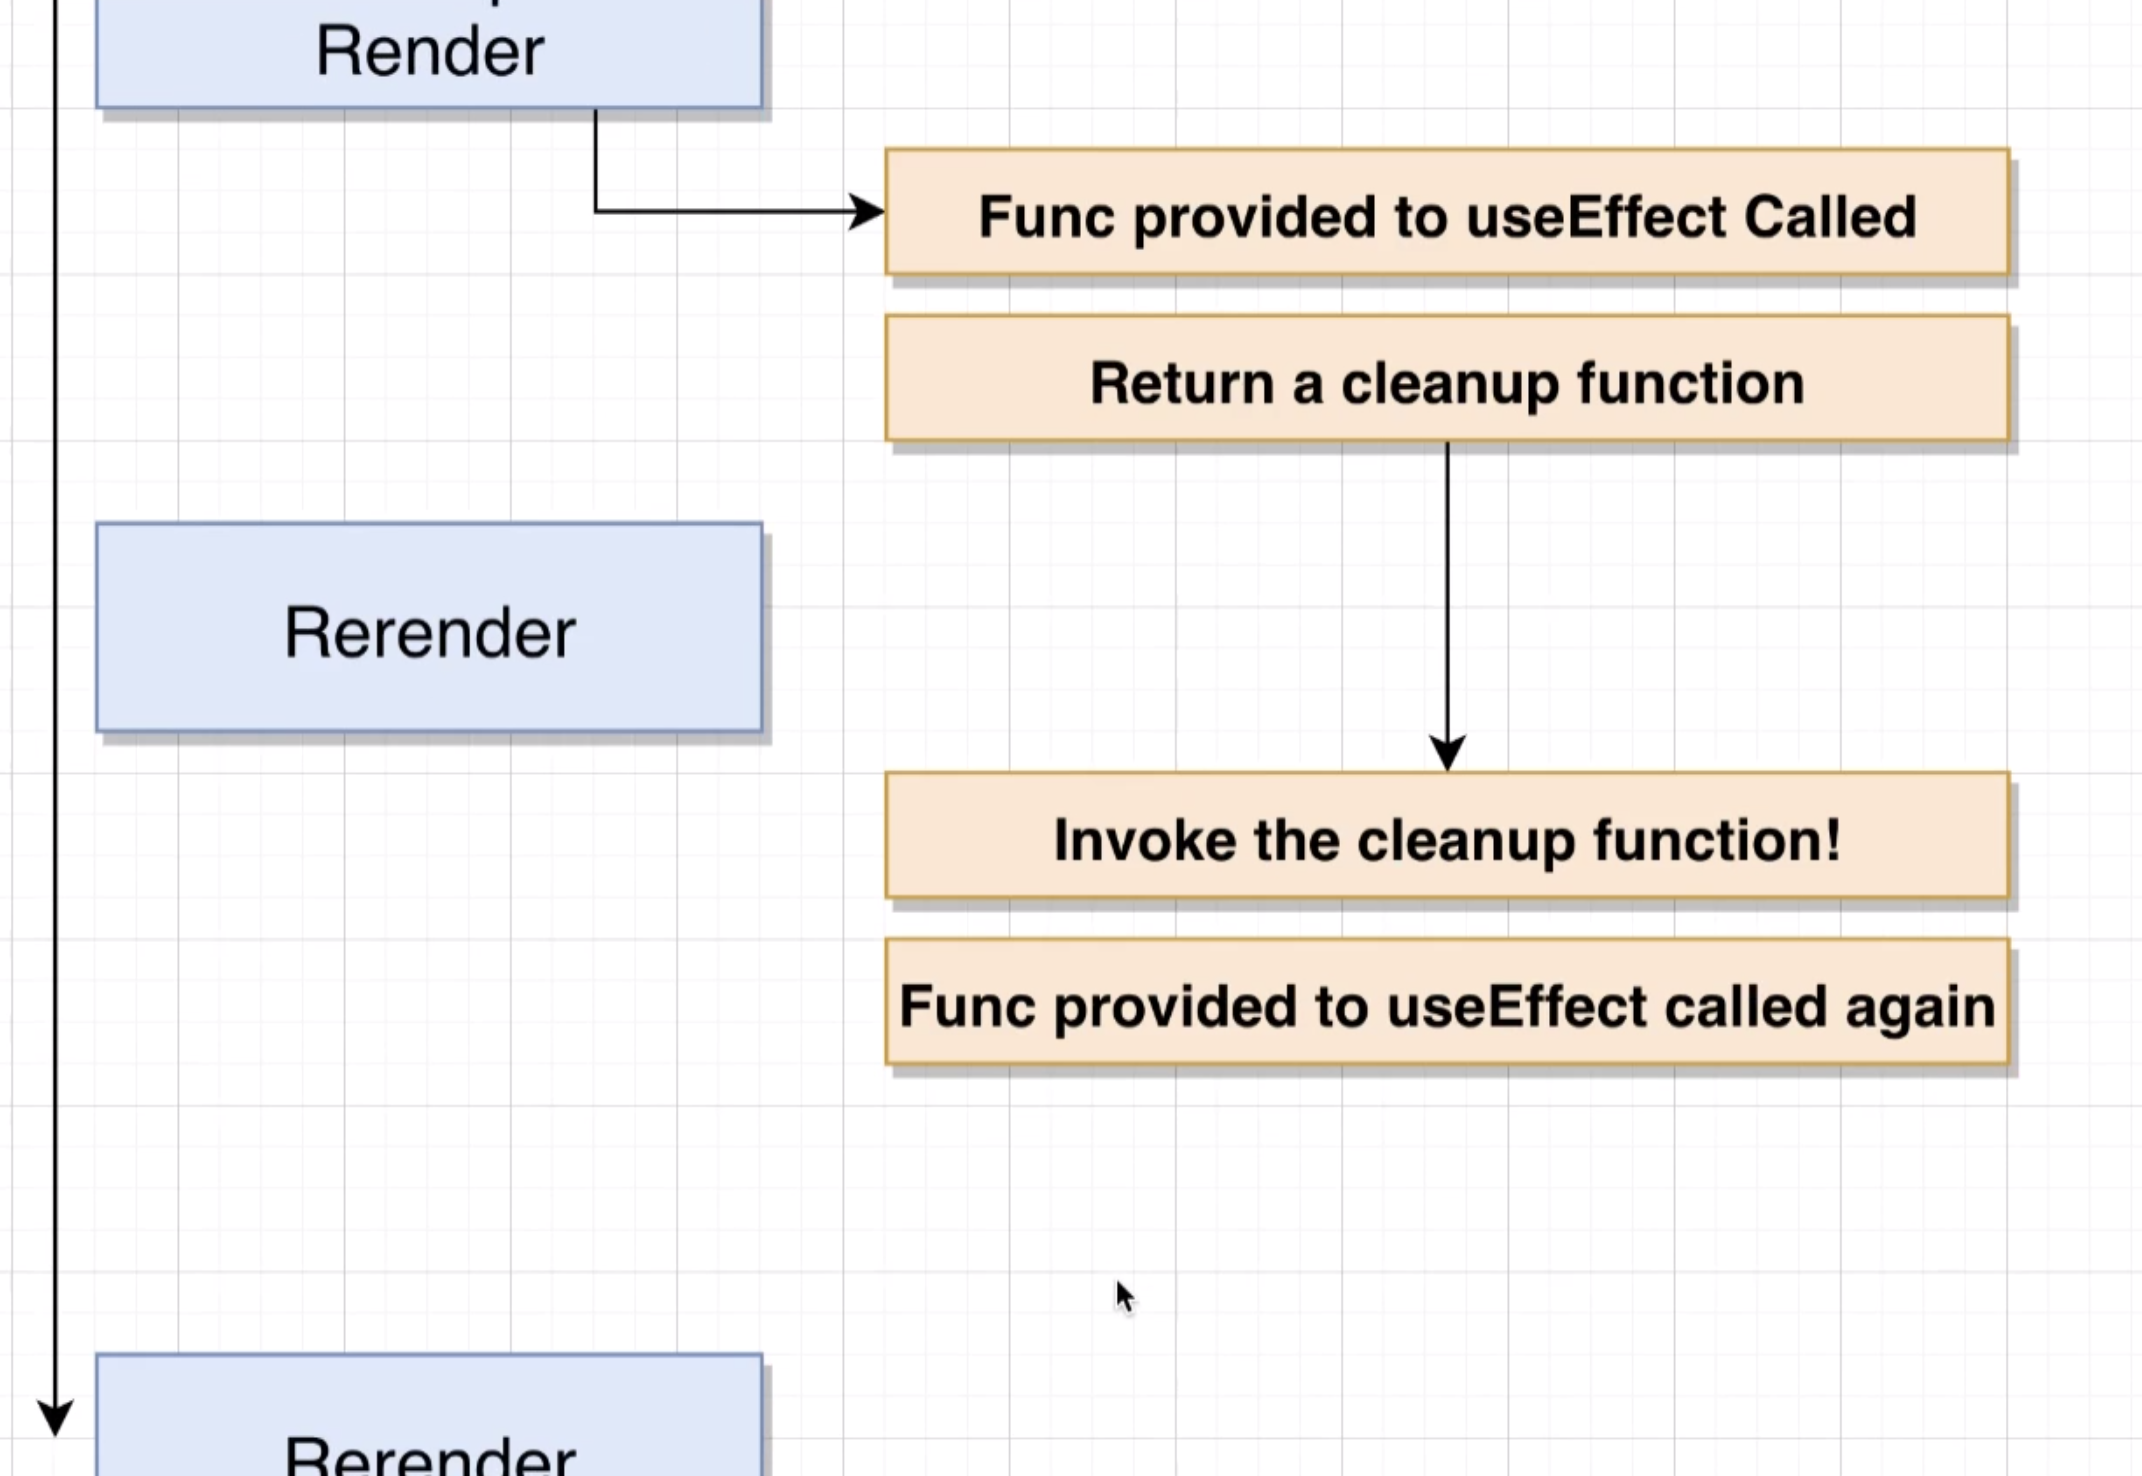 Render
Func provided to useEffect Called
Return a cleanup function
Rerender
Invoke the cleanup function!
Func provided to useEffect called again
Rerender